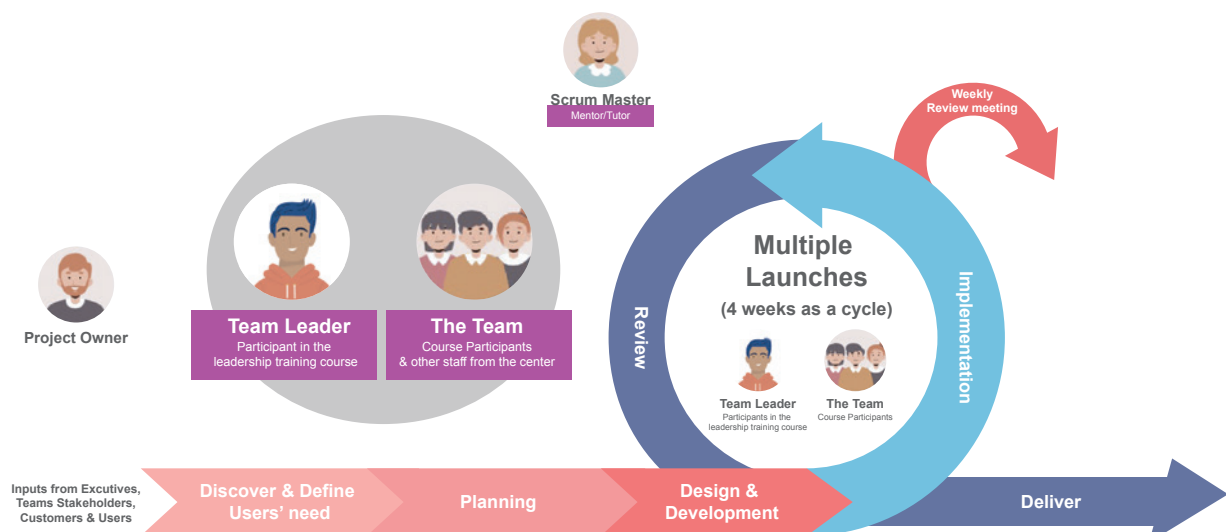 Scrum Master
Mentor/Tutor
Weekly
Review meeting
Project Owner
Team Leader
Participant in the
leadership training course
The Team
Course Participants
& other staff from the center
Multiple
Launches
(4 weeks as a cycle)
Review
Implementation
Team Leader
Participants in the
leadership training course
The Team
Course Participants
Inputs from Excutives,
Teams Stakeholders,
Customers & Users
Discover & Define
Users' need
Planning
Design &
Development
Deliver